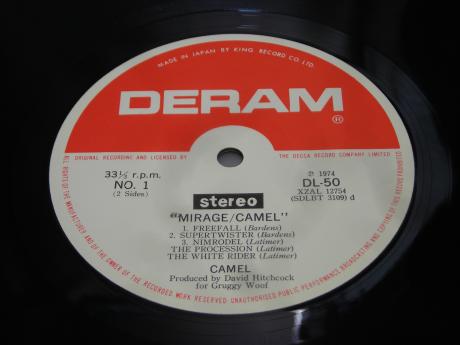 MADE IN JAPAN BY KING RECORD CO. LTD.
DERAM®
ORIGINAL RECORDING AND LICENSED BY THE DECCA RECORD COMPANY LIMITED
33⅓ r.p.m.
NO. 1
(2 Sides)
stereo
℗ 1974
DL-50
XZAL 12754
(SDLBT 3109) d
"MIRAGE/CAMEL"
1. FREEFALL (Bardens)
2. SUPERTWISTER (Bardens)
3. NIMRODEL (Latimer)
THE PROCESSION (Latimer)
THE WHITE RIDER (Latimer)
CAMEL
Produced by David Hitchcock
for Gruggy Woof
ALL RIGHTS OF THE MANUFACTURER AND OF THE OWNER OF THE RECORDED WORK RESERVED UNAUTHORISED PUBLIC PERFORMANCE, BROADCASTING AND COPYING OF THIS RECORD PROHIBITED